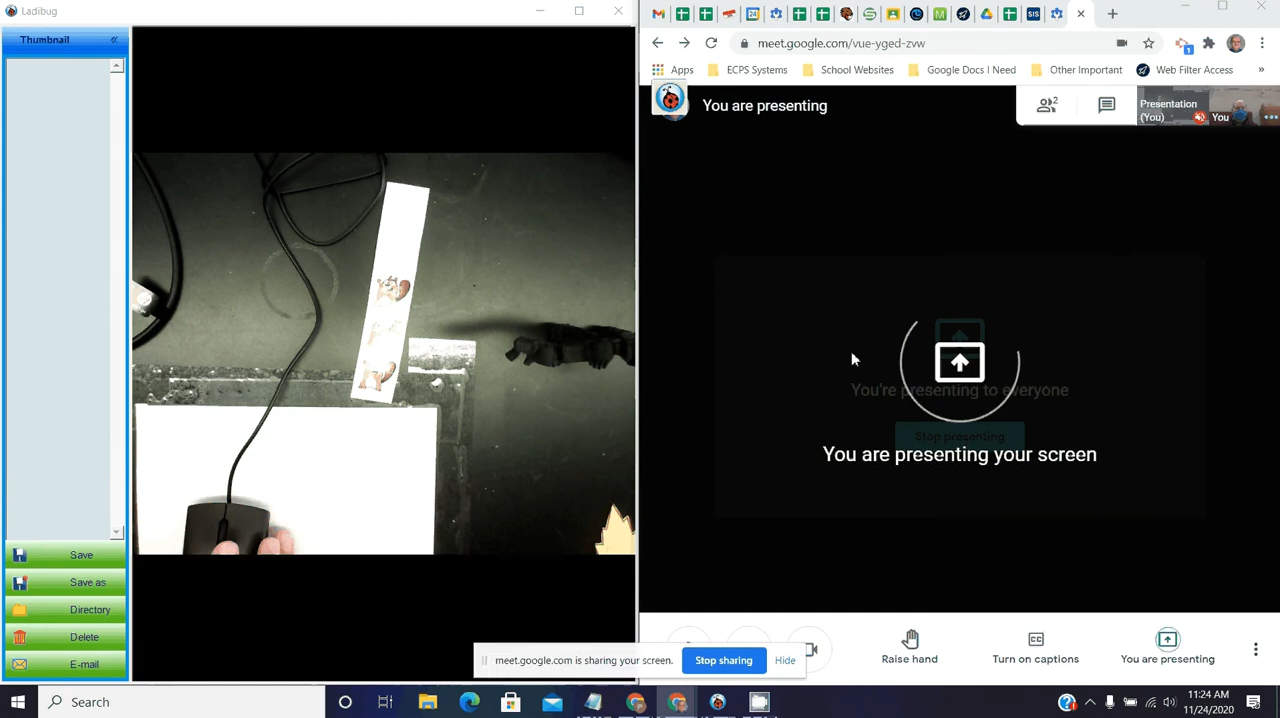 Ladibug
Thumbnail
Save
Save as
Directory
Delete
E-mail
meet.google.com/vue-yged-zvw
Apps
ECPS Systems
School Websites
Google Docs I Need
Other Important
Web Filter Access
»
You are presenting
2
Presentation
(You)
You
You're presenting to everyone
Stop presenting
You are presenting your screen
meet.google.com is sharing your screen.
Stop sharing
Hide
Raise hand
Turn on captions
You are presenting
Search
11:24 AM
11/24/2020